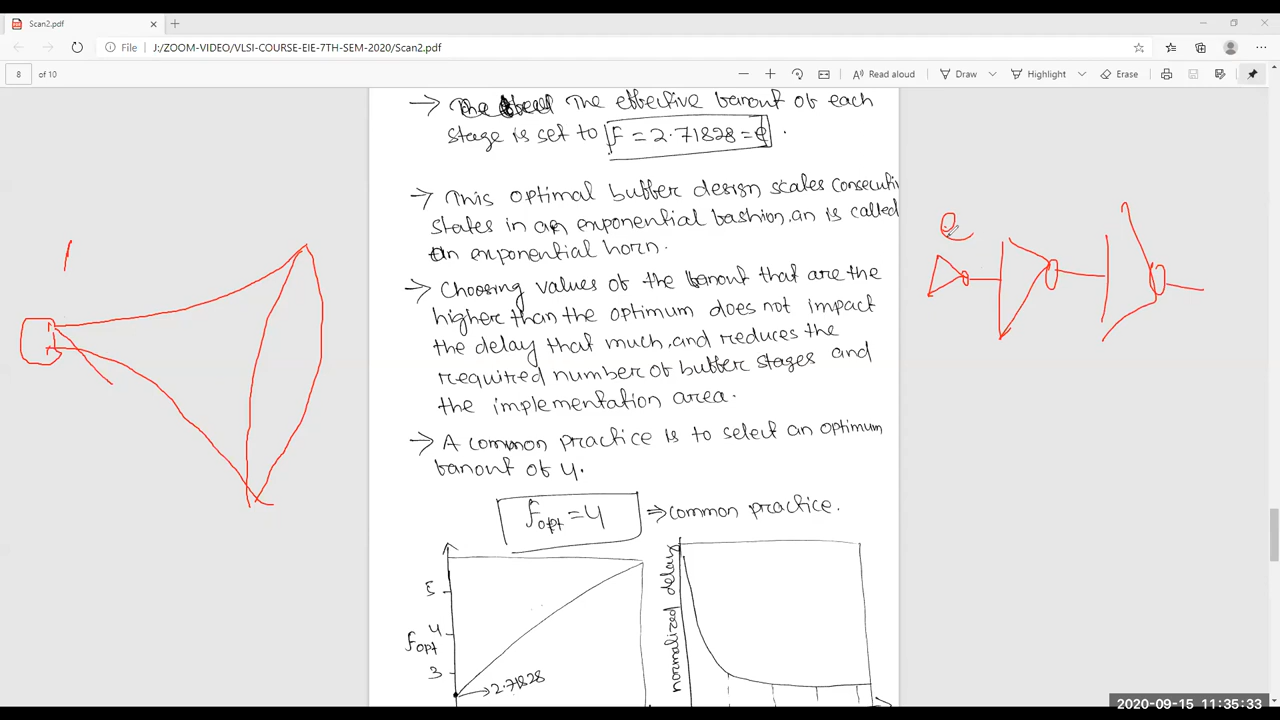 Scan2.pdf
File J:/ZOOM-VIDEO/VLSI-COURSE-EIE-7TH-SEM-2020/Scan2.pdf
8 of 10 Read aloud Draw Highlight Erase
→ The The effective fanout of each
stage is set to f = 2.71828 = e .
→ This optimal buffer design scales consecuti
states in an exponential fashion, an is called
an exponential horn.
→ Choosing values of the fanout that are the
higher than the optimum does not impact
the delay that much, and reduces the
required number of buffer stages and
the implementation area.
→ A common practice is to select an optimum
fanout of 4.
fopt = 4 ⇒ common practice.
5
4
fopt
3
→ 2.71828
normalized delay
e
2020-09-15 11:35:33